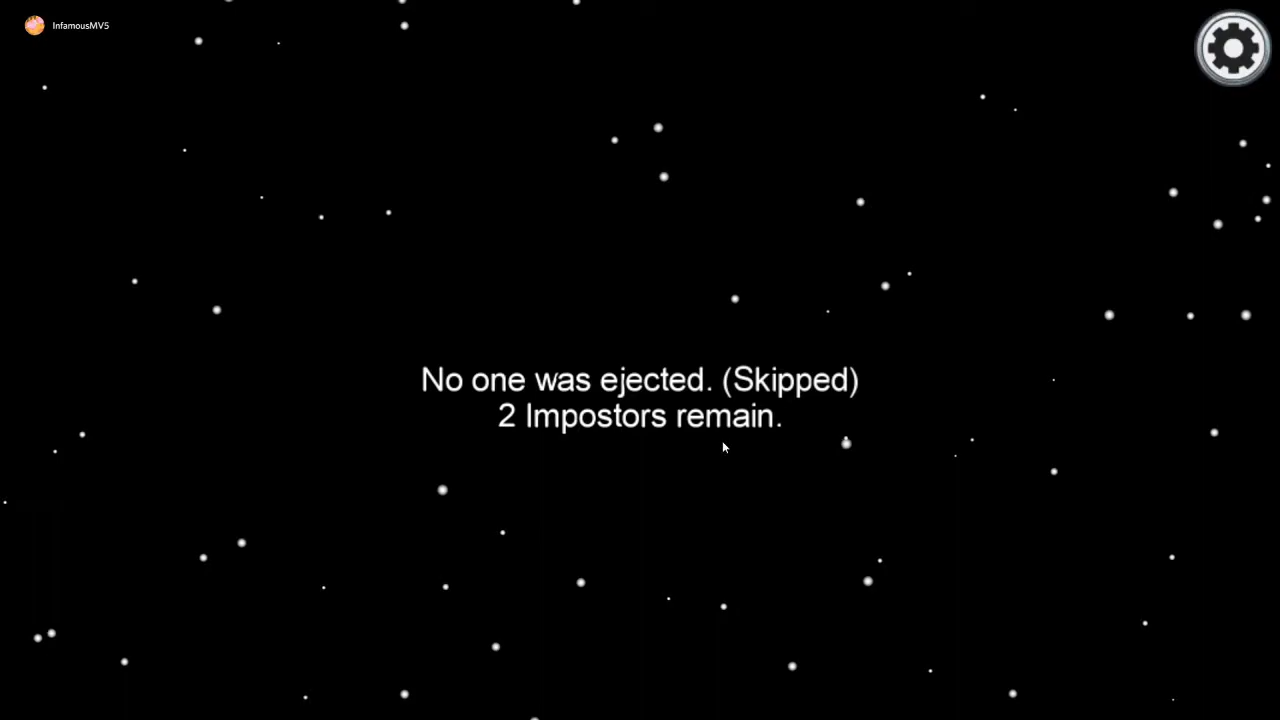 InfamousMV5
No one was ejected. (Skipped)
2 Impostors remain.